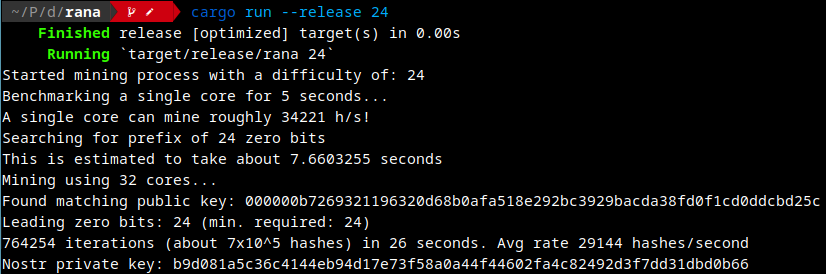 ~/P/d/rana cargo run --release 24
Finished release [optimized] target(s) in 0.00s
Running `target/release/rana 24`
Started mining process with a difficulty of: 24
Benchmarking a single core for 5 seconds...
A single core can mine roughly 34221 h/s!
Searching for prefix of 24 zero bits
This is estimated to take about 7.6603255 seconds
Mining using 32 cores...
Found matching public key: 000000b7269321196320d68b0afa518e292bc3929bacda38fd0f1cd0ddcbd25c
Leading zero bits: 24 (min. required: 24)
764254 iterations (about 7x10^5 hashes) in 26 seconds. Avg rate 29144 hashes/second
Nostr private key: b9d081a5c36c4144eb94d17e73f58a0a44f44602fa4c82492d3f7dd31dbd0b66